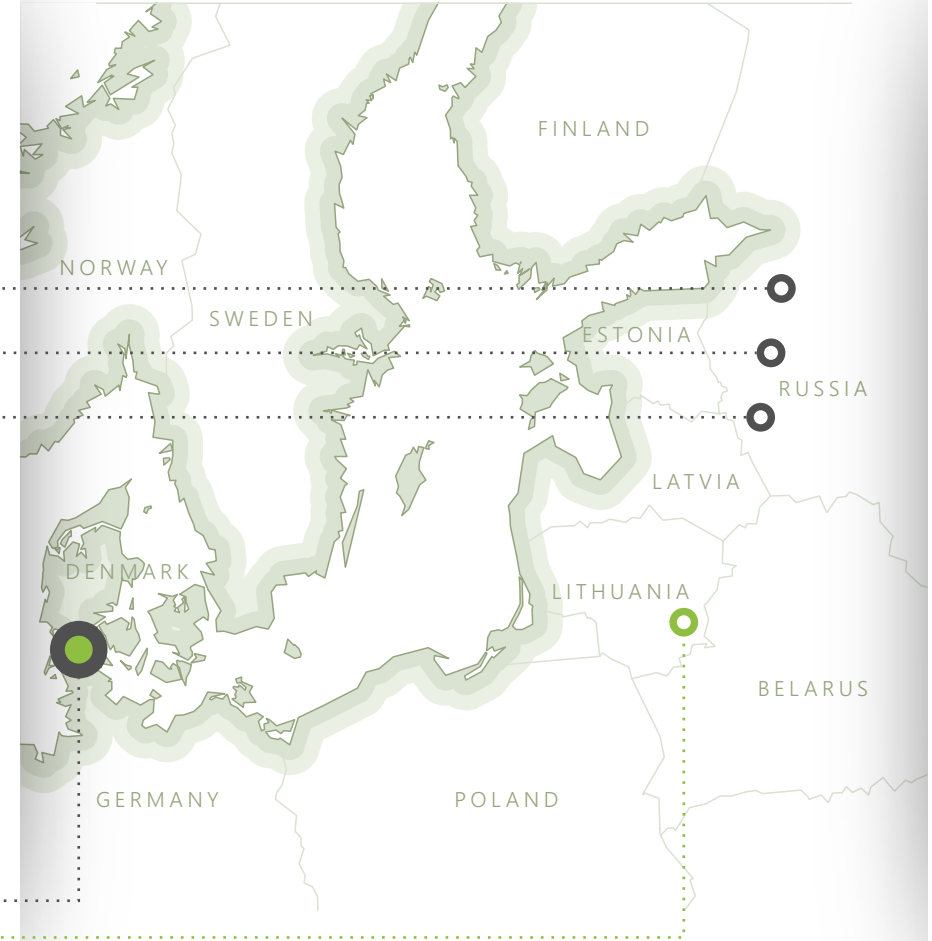 FINLAND
NORWAY
SWEDEN
ESTONIA
RUSSIA
LATVIA
DENMARK
LITHUANIA
BELARUS
GERMANY
POLAND